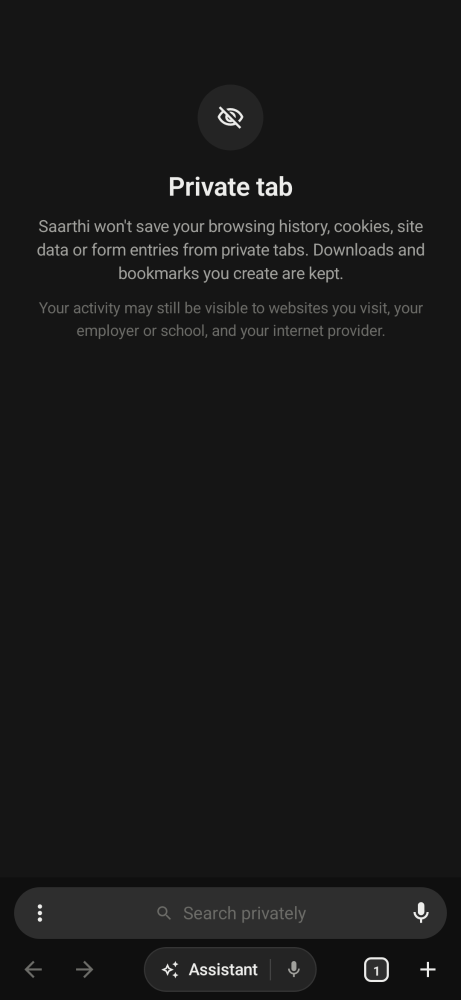 Private tab
Saarthi won't save your browsing history, cookies, site
data or form entries from private tabs. Downloads and
bookmarks you create are kept.
Your activity may still be visible to websites you visit, your
employer or school, and your internet provider.
Search privately
Assistant
1